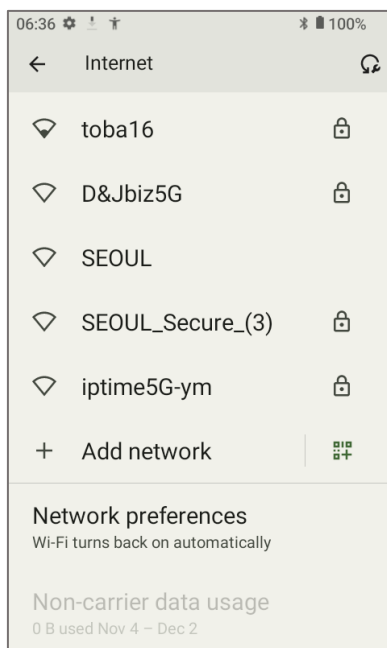 06:36 100%
Internet
toba16
D&Jbiz5G
SEOUL
SEOUL_Secure_(3)
iptime5G-ym
Add network
Network preferences
Wi-Fi turns back on automatically
Non-carrier data usage
0 B used Nov 4 – Dec 2